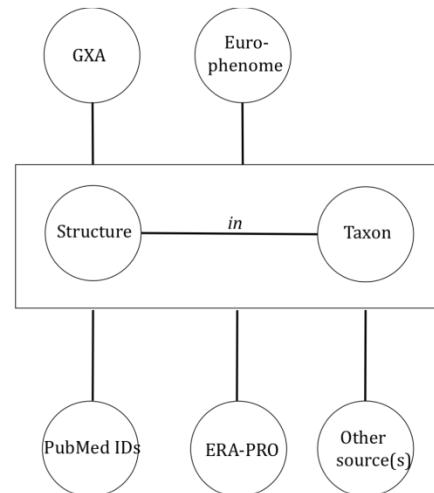 GXA
Euro-
phenome
Structure
in
Taxon
PubMed IDs
ERA-PRO
Other
source(s)